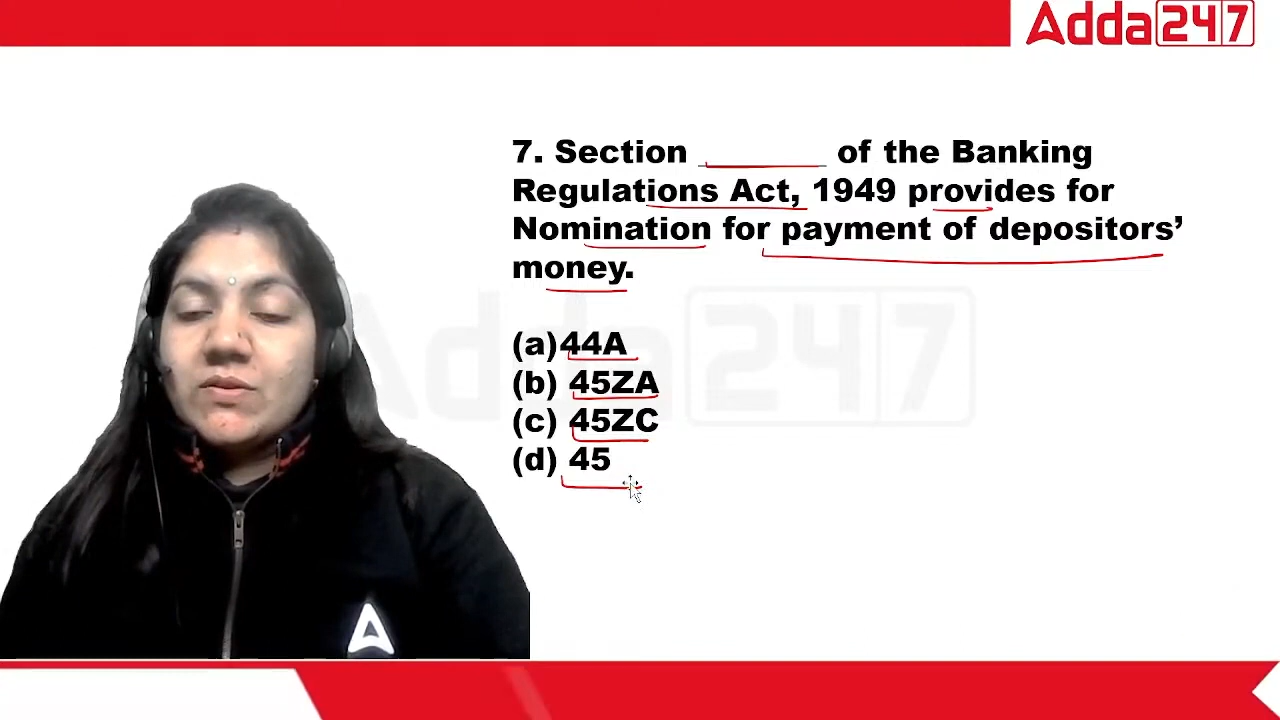 Adda247
7. Section ________ of the Banking
Regulations Act, 1949 provides for
Nomination for payment of depositors’
money.
Adda247
(a)44A
(b) 45ZA
(c) 45ZC
(d) 45